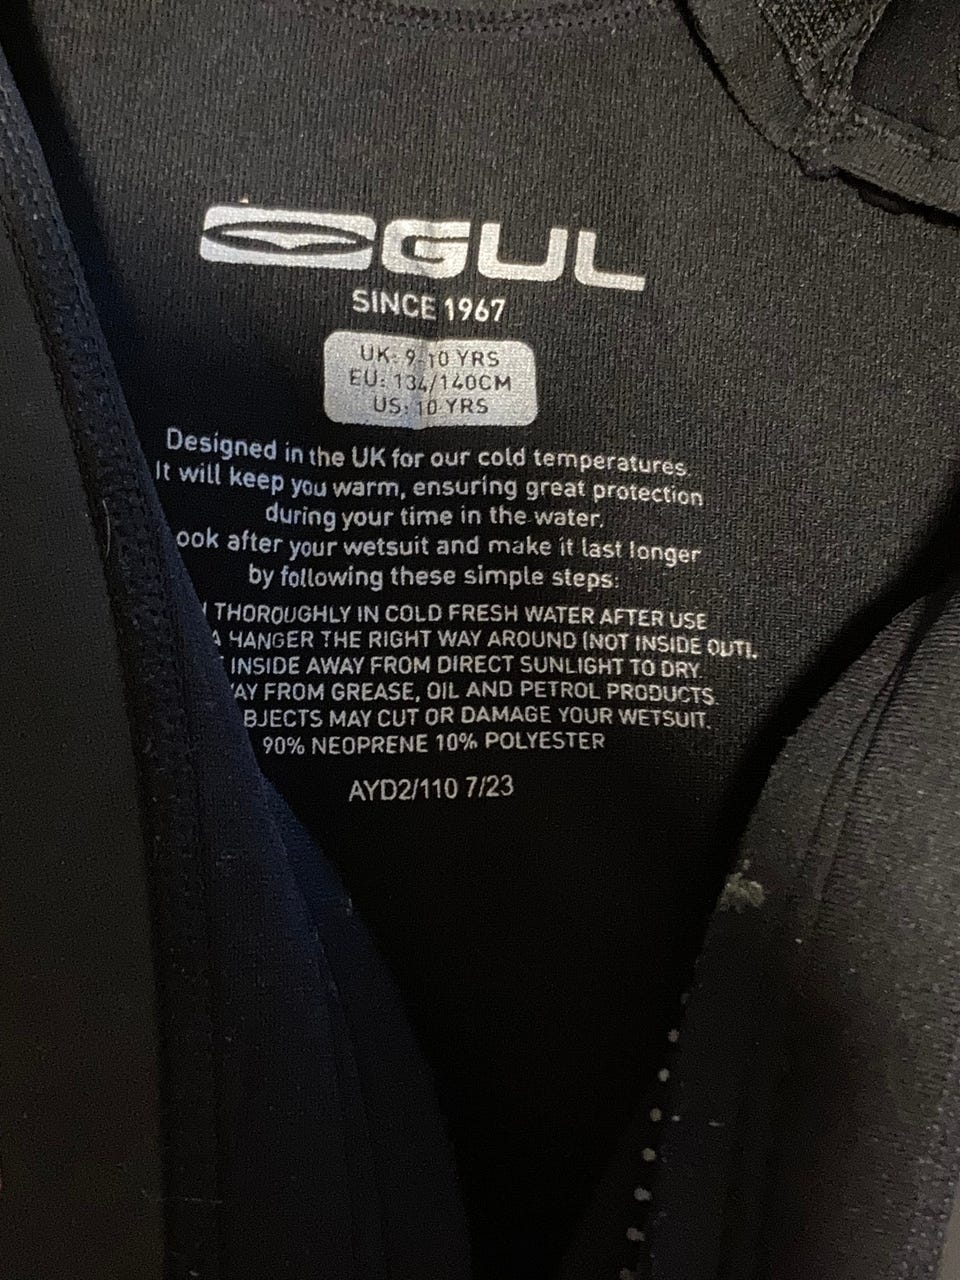 GUL
SINCE 1967
UK: 9-10 YRS
EU: 134/140CM
US: 10 YRS
Designed in the UK for our cold temperatures.
It will keep you warm, ensuring great protection
during your time in the water.
ook after your wetsuit and make it last longer
by following these simple steps:
THOROUGHLY IN COLD FRESH WATER AFTER USE
A HANGER THE RIGHT WAY AROUND (NOT INSIDE OUT).
INSIDE AWAY FROM DIRECT SUNLIGHT TO DRY.
AY FROM GREASE, OIL AND PETROL PRODUCTS.
BJECTS MAY CUT OR DAMAGE YOUR WETSUIT.
90% NEOPRENE 10% POLYESTER
AYD2/110 7/23